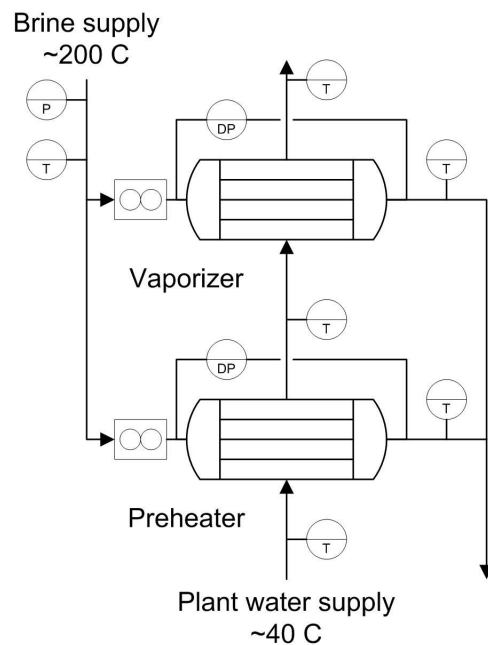 Brine supply
~200 C
P
T
T
DP
T
Vaporizer
T
DP
T
Preheater
T
Plant water supply
~40 C